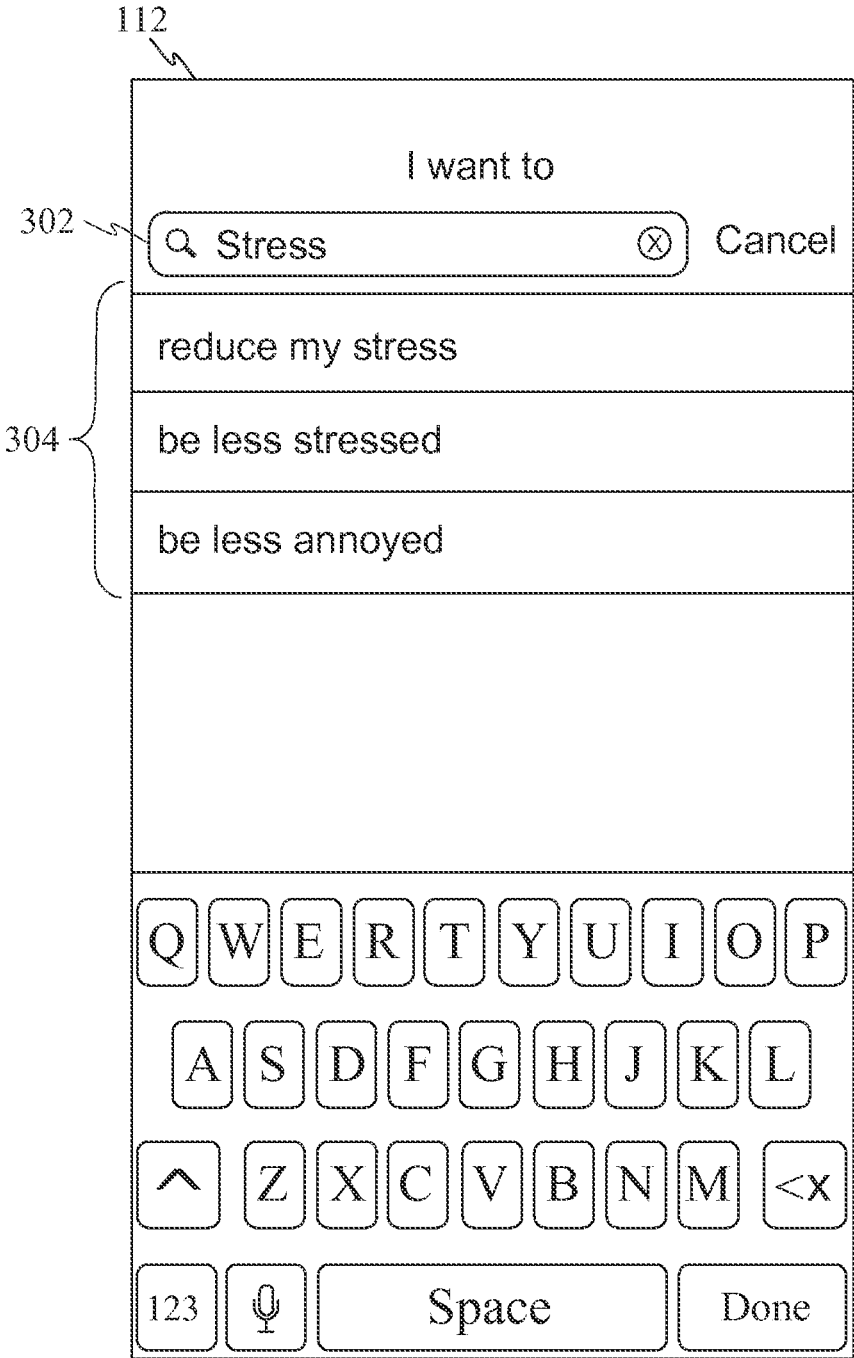 112
I want to
302
Stress Ⓧ Cancel
reduce my stress
304
be less stressed
be less annoyed
Q W E R T Y U I O P
A S D F G H J K L
^ Z X C V B N M <x
123 Space Done